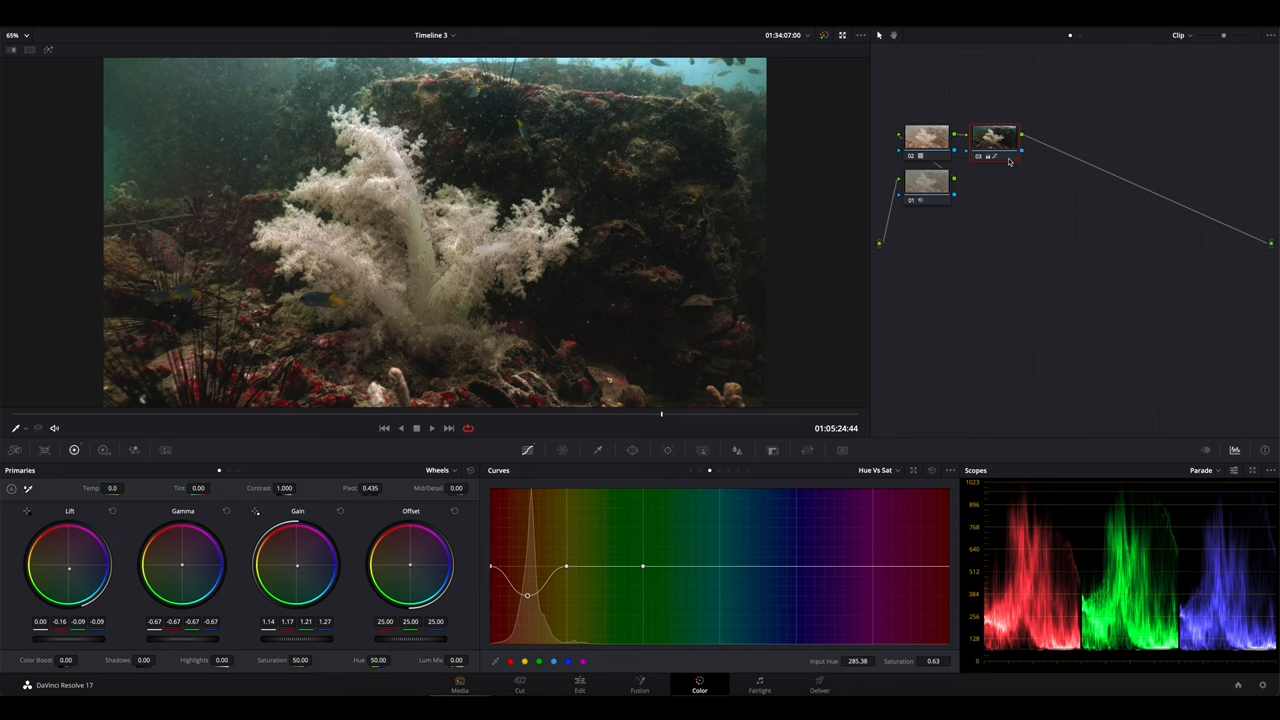 65%
Timeline 3
01:34:07:00
Clip
02
03
01
01:05:24:44
Primaries
Wheels
Curves
Hue Vs Sat
Scopes
Parade
Temp 0.0 Tint 0.00 Contrast 1.000 Pivot 0.435 Mid/Detail 0.00
Lift Gamma Gain Offset
0.00 -0.16 -0.09 -0.09
-0.67 -0.67 -0.67 -0.67
1.14 1.17 1.21 1.27
25.00 25.00 25.00
Color Boost 0.00 Shadows 0.00 Highlights 0.00 Saturation 50.00 Hue 50.00 Lum Mix 0.00
Input Hue 285.38 Saturation 0.63
1023
896
768
640
512
384
256
128
0
DaVinci Resolve 17
Media Cut Edit Fusion Color Fairlight Deliver